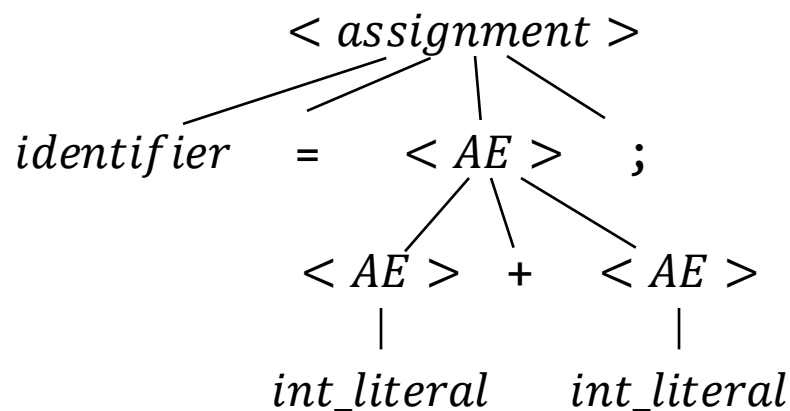 < assignment >
identifier = < AE > ;
< AE > + < AE >
int_literal int_literal